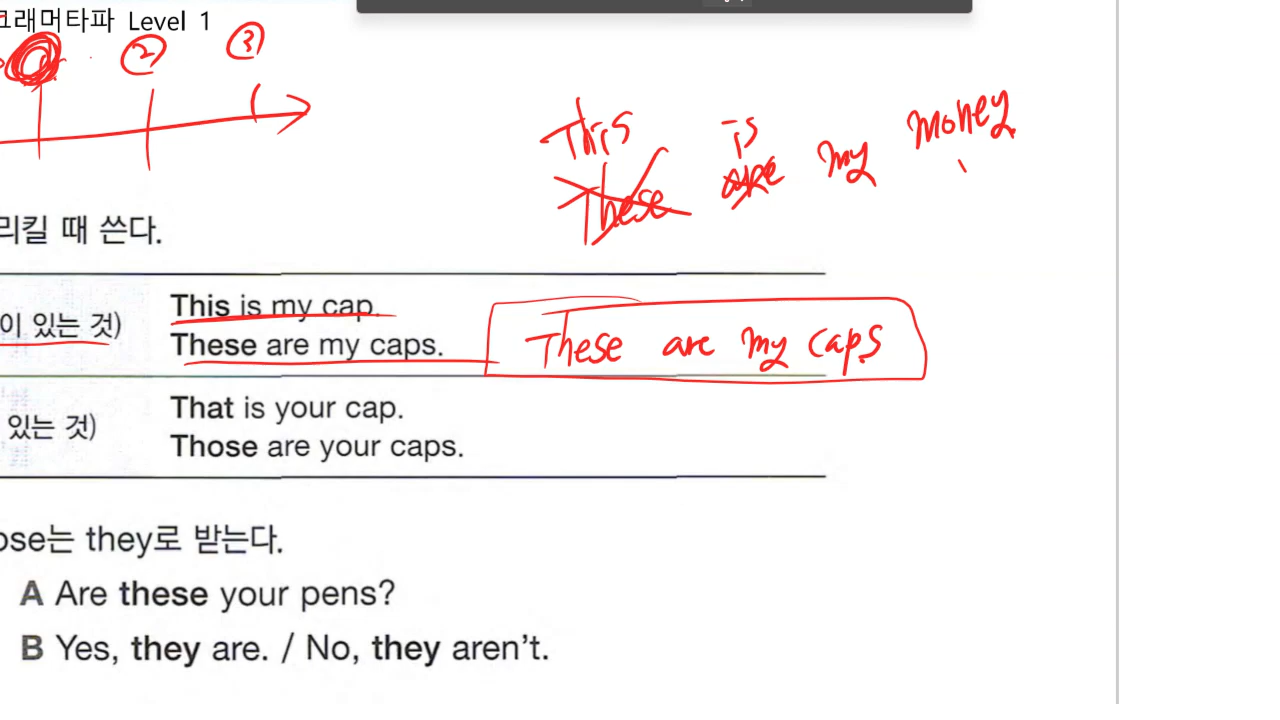 그래머타파 Level 1
② ③
This is my money
These are
리킬 때 쓴다.
이 있는 것)
This is my cap.
These are my caps.
These are my caps
있는 것)
That is your cap.
Those are your caps.
ose는 they로 받는다.
A Are these your pens?
B Yes, they are. / No, they aren't.